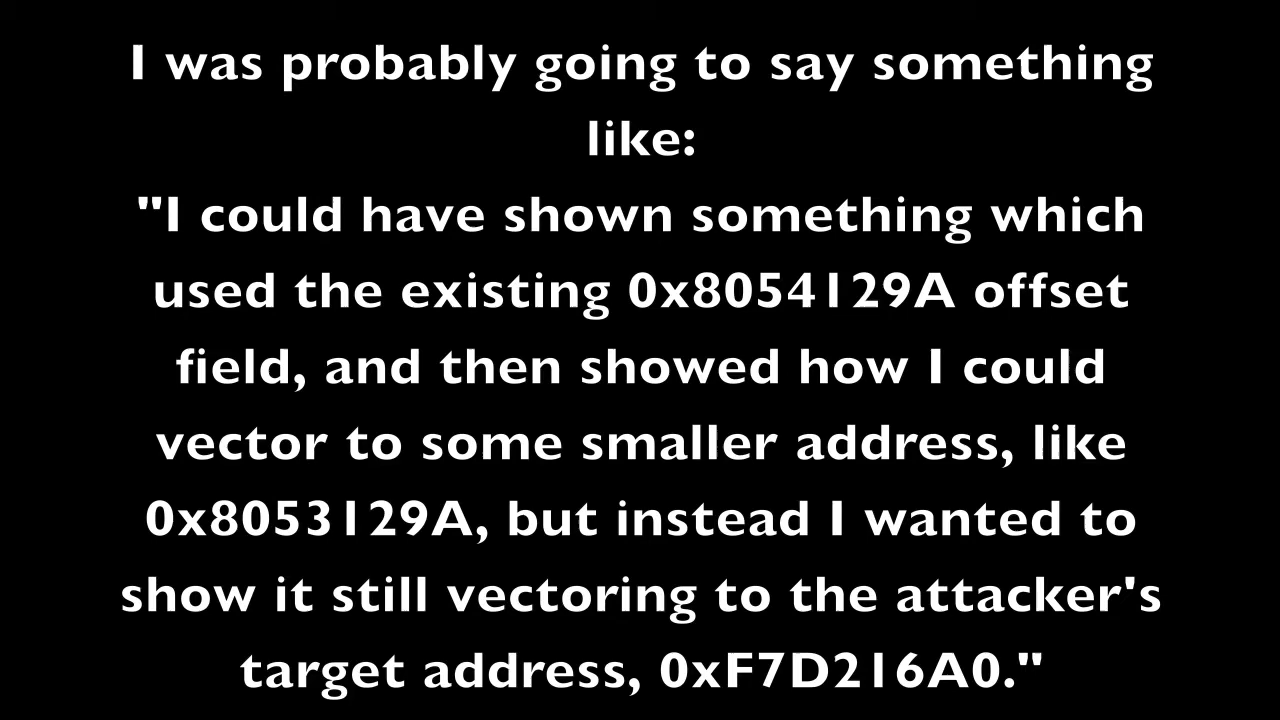 I was probably going to say something
like:
"I could have shown something which
used the existing 0x8054129A offset
field, and then showed how I could
vector to some smaller address, like
0x8053129A, but instead I wanted to
show it still vectoring to the attacker's
target address, 0xF7D216A0."